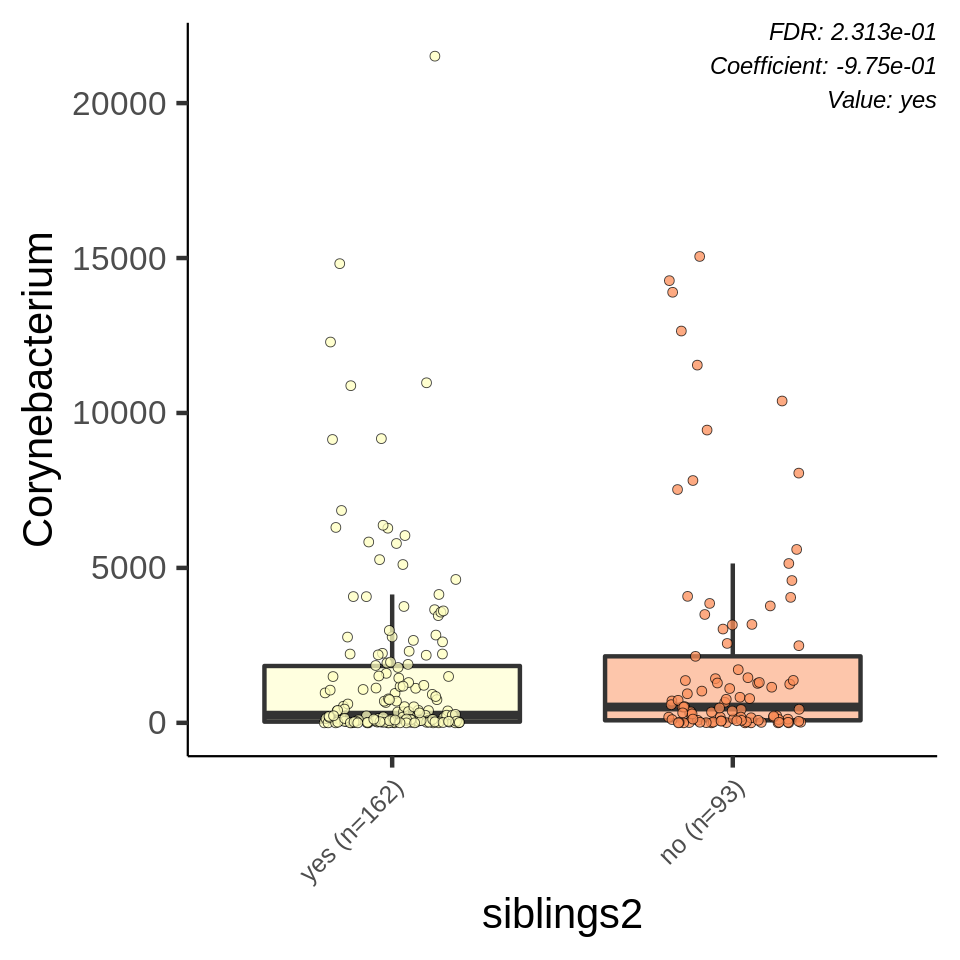 FDR: 2.313e-01
Coefficient: -9.75e-01
Value: yes
Corynebacterium
20000
15000
10000
5000
0
yes (n=162)
no (n=93)
siblings2